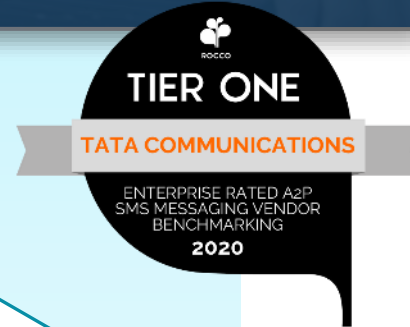 ROCCO
TIER ONE
TATA COMMUNICATIONS
ENTERPRISE RATED A2P
SMS MESSAGING VENDOR
BENCHMARKING
2020